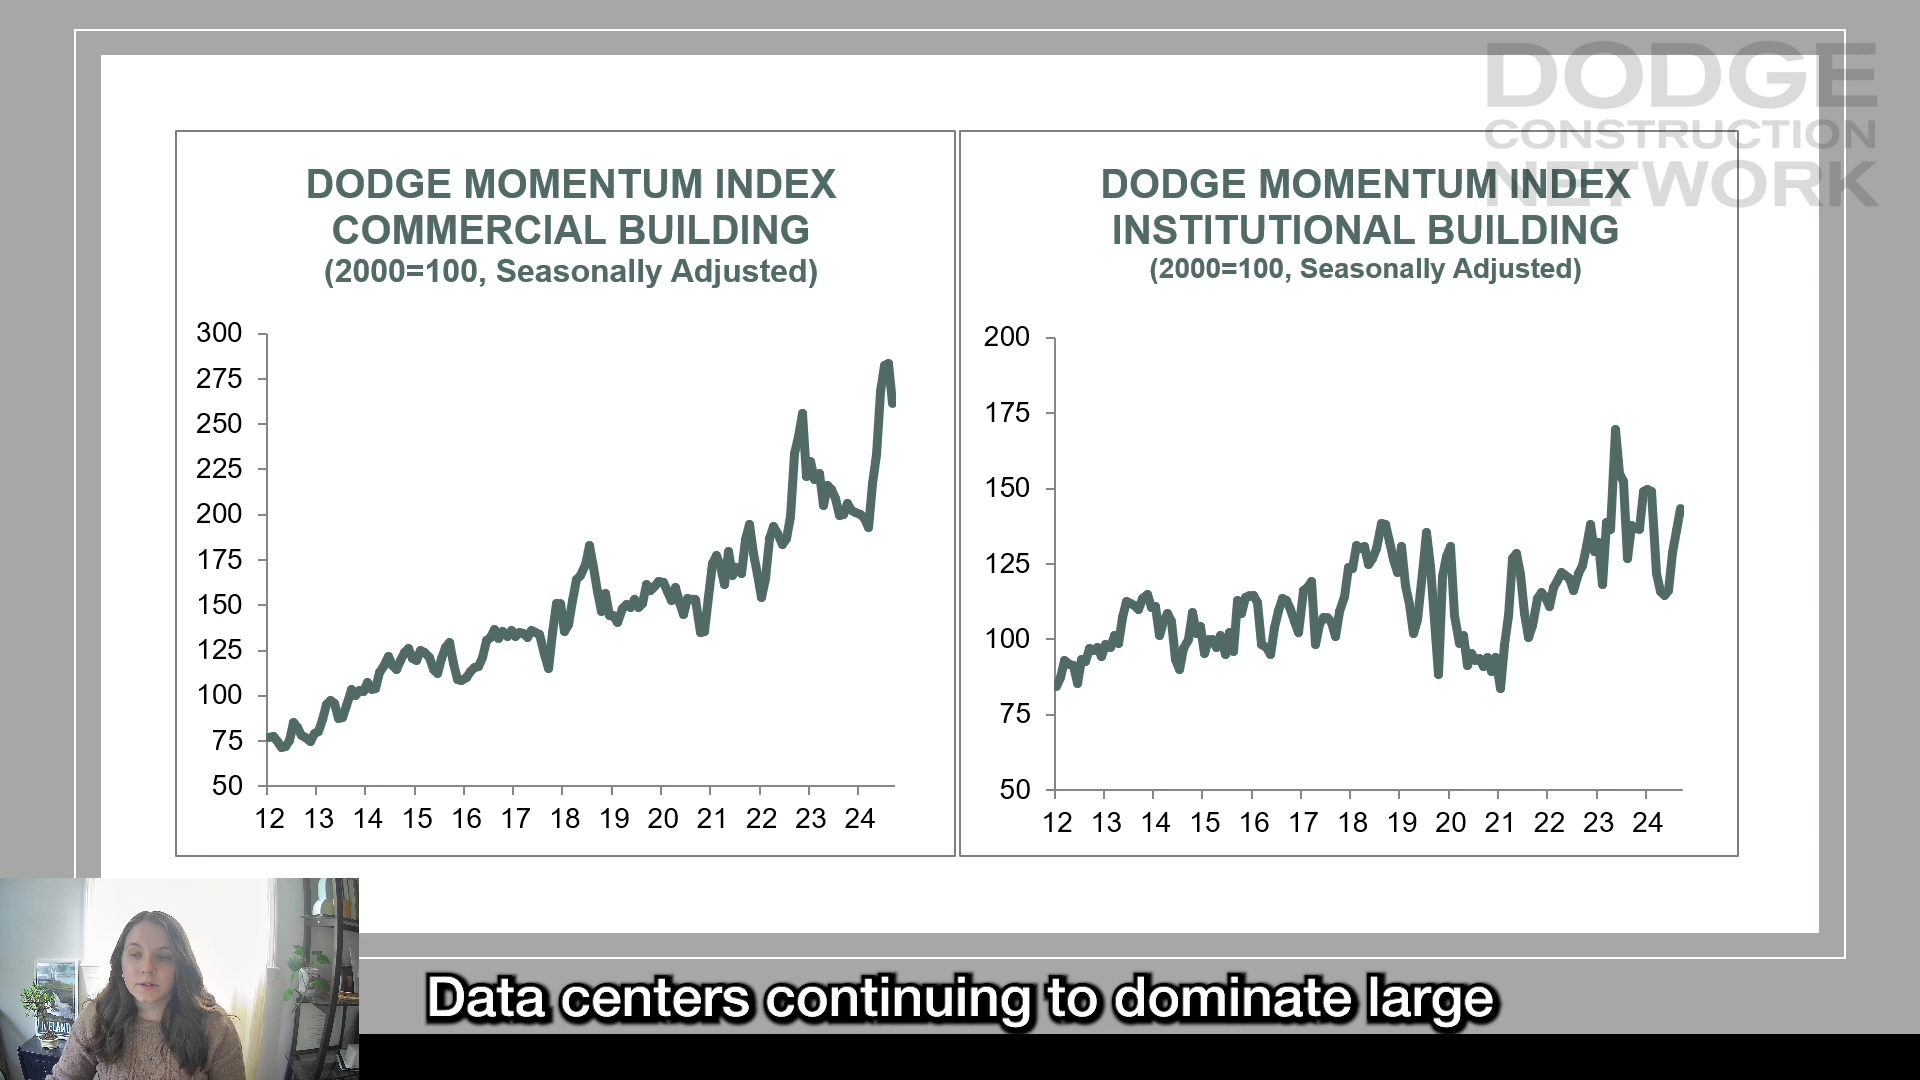 DODGE
CONSTRUCTION
NETWORK
DODGE MOMENTUM INDEX
COMMERCIAL BUILDING
(2000=100, Seasonally Adjusted)
300
275
250
225
200
175
150
125
100
75
50
12 13 14 15 16 17 18 19 20 21 22 23 24
DODGE MOMENTUM INDEX
INSTITUTIONAL BUILDING
(2000=100, Seasonally Adjusted)
200
175
150
125
100
75
50
12 13 14 15 16 17 18 19 20 21 22 23 24
Data centers continuing to dominate large